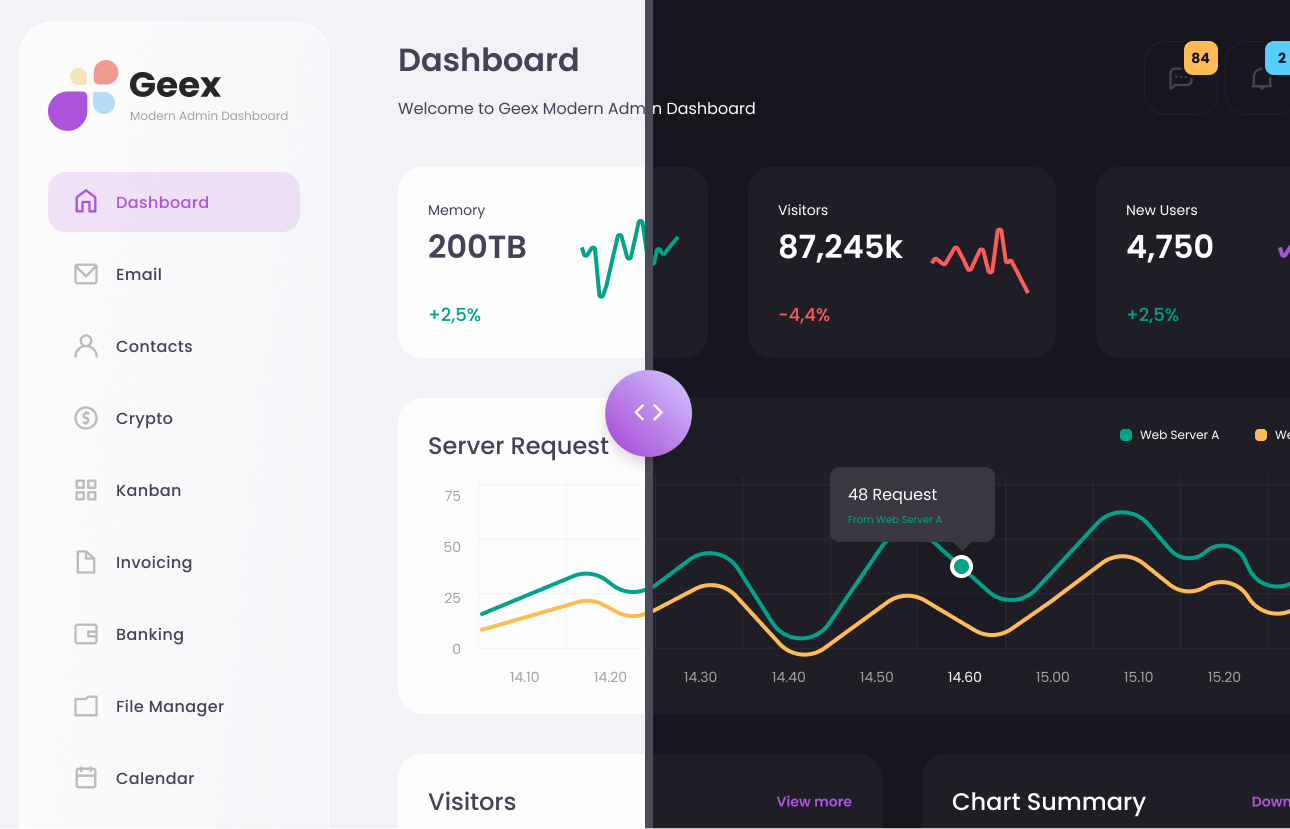 Geex
Modern Admin Dashboard
Dashboard
Email
Contacts
Crypto
Kanban
Invoicing
Banking
File Manager
Calendar
Dashboard
Welcome to Geex Modern Admin Dashboard
84
2
Memory
200TB
+2,5%
Visitors
87,245k
-4,4%
New Users
4,750
+2,5%
Server Request
Web Server A
48 Request
From Web Server A
75
50
25
0
14.10 14.20 14.30 14.40 14.50 14.60 15.00 15.10 15.20
Visitors
View more
Chart Summary